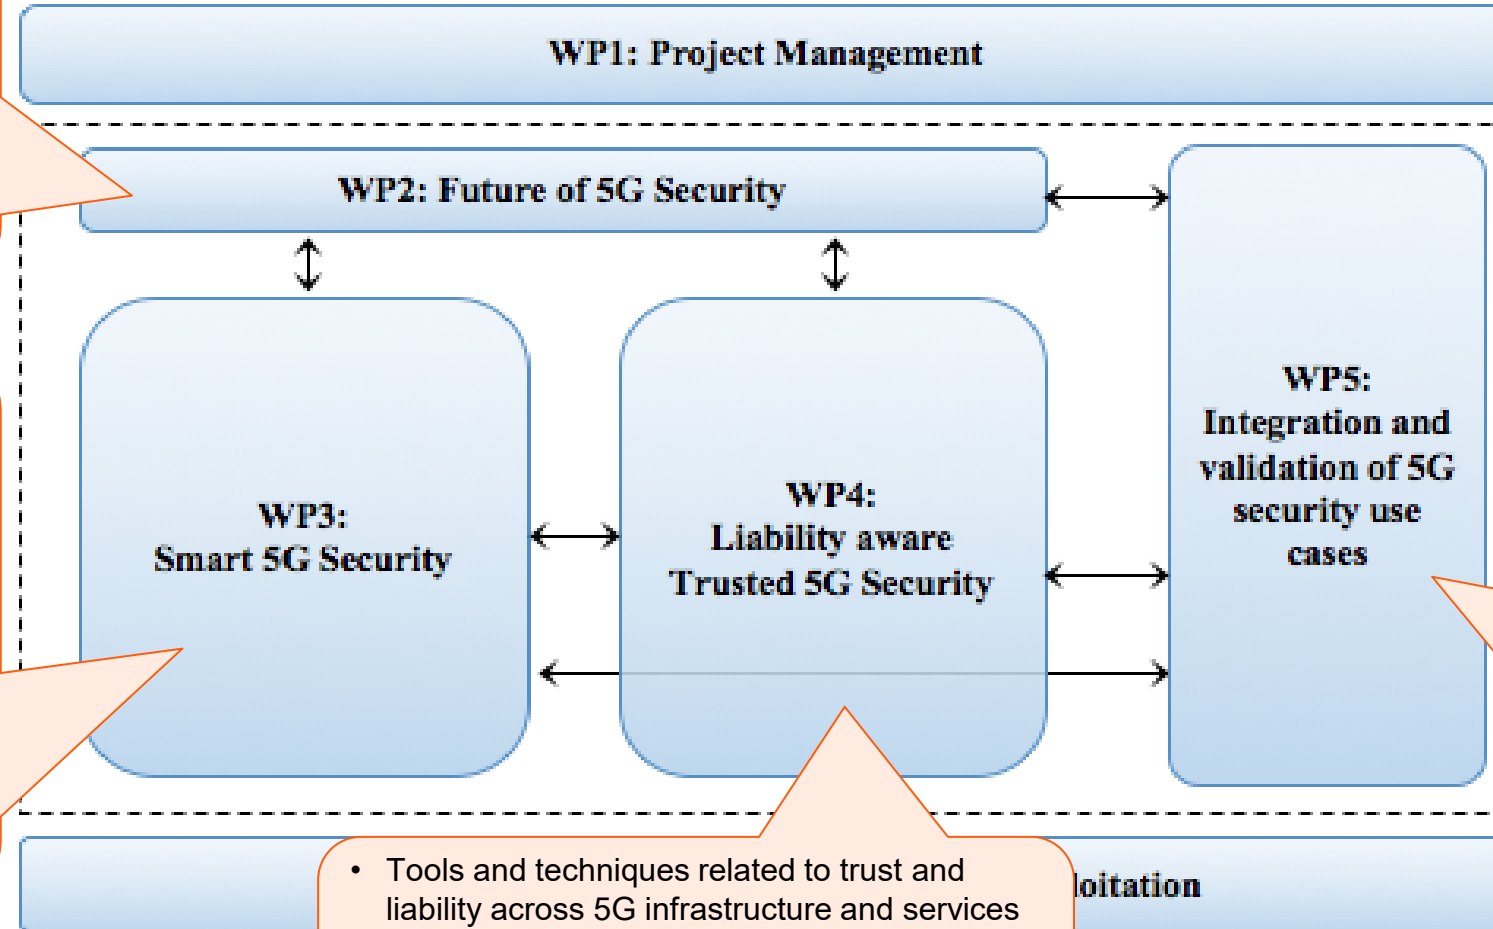 WP1: Project Management
WP2: Future of 5G Security
WP3:
Smart 5G Security
WP4:
Liability aware
Trusted 5G Security
WP5:
Integration and
validation of 5G
security use
cases
• Tools and techniques related to trust and
liability across 5G infrastructure and services
loitation